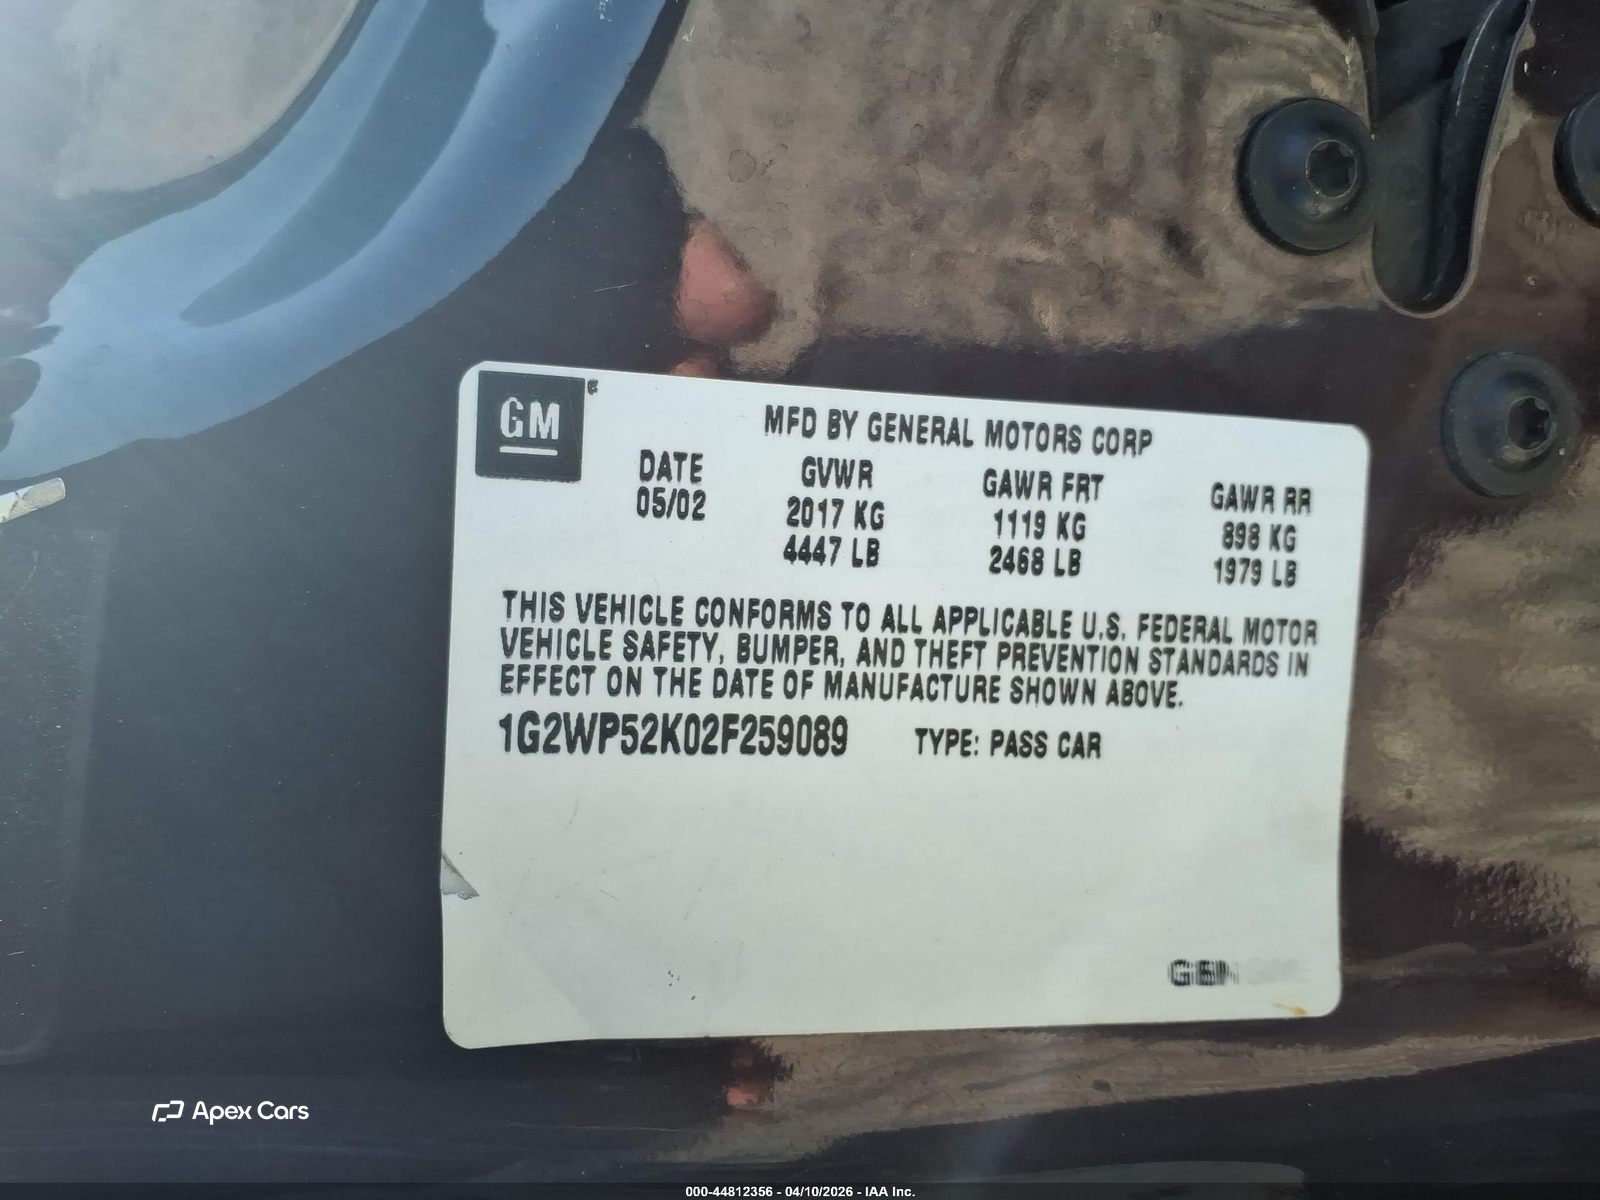 GM®
MFD BY GENERAL MOTORS CORP
DATE GVWR GAWR FRT GAWR RR
05/02 2017 KG 1119 KG 898 KG
4447 LB 2468 LB 1979 LB
THIS VEHICLE CONFORMS TO ALL APPLICABLE U.S. FEDERAL MOTOR
VEHICLE SAFETY, BUMPER, AND THEFT PREVENTION STANDARDS IN
EFFECT ON THE DATE OF MANUFACTURE SHOWN ABOVE.
1G2WP52K02F259089 TYPE: PASS CAR
Apex Cars
000-44812356 - 04/10/2026 - IAA Inc.